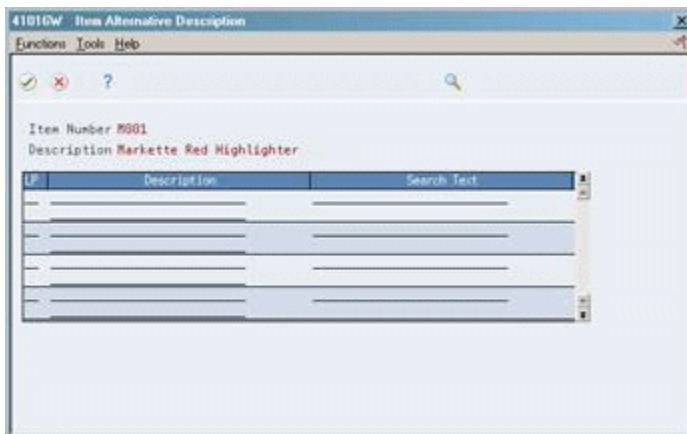 41016W Item Alternative Description
Functions Tools Help
?
Item Number M001
Description Markette Red Highlighter
LP Description Search Text